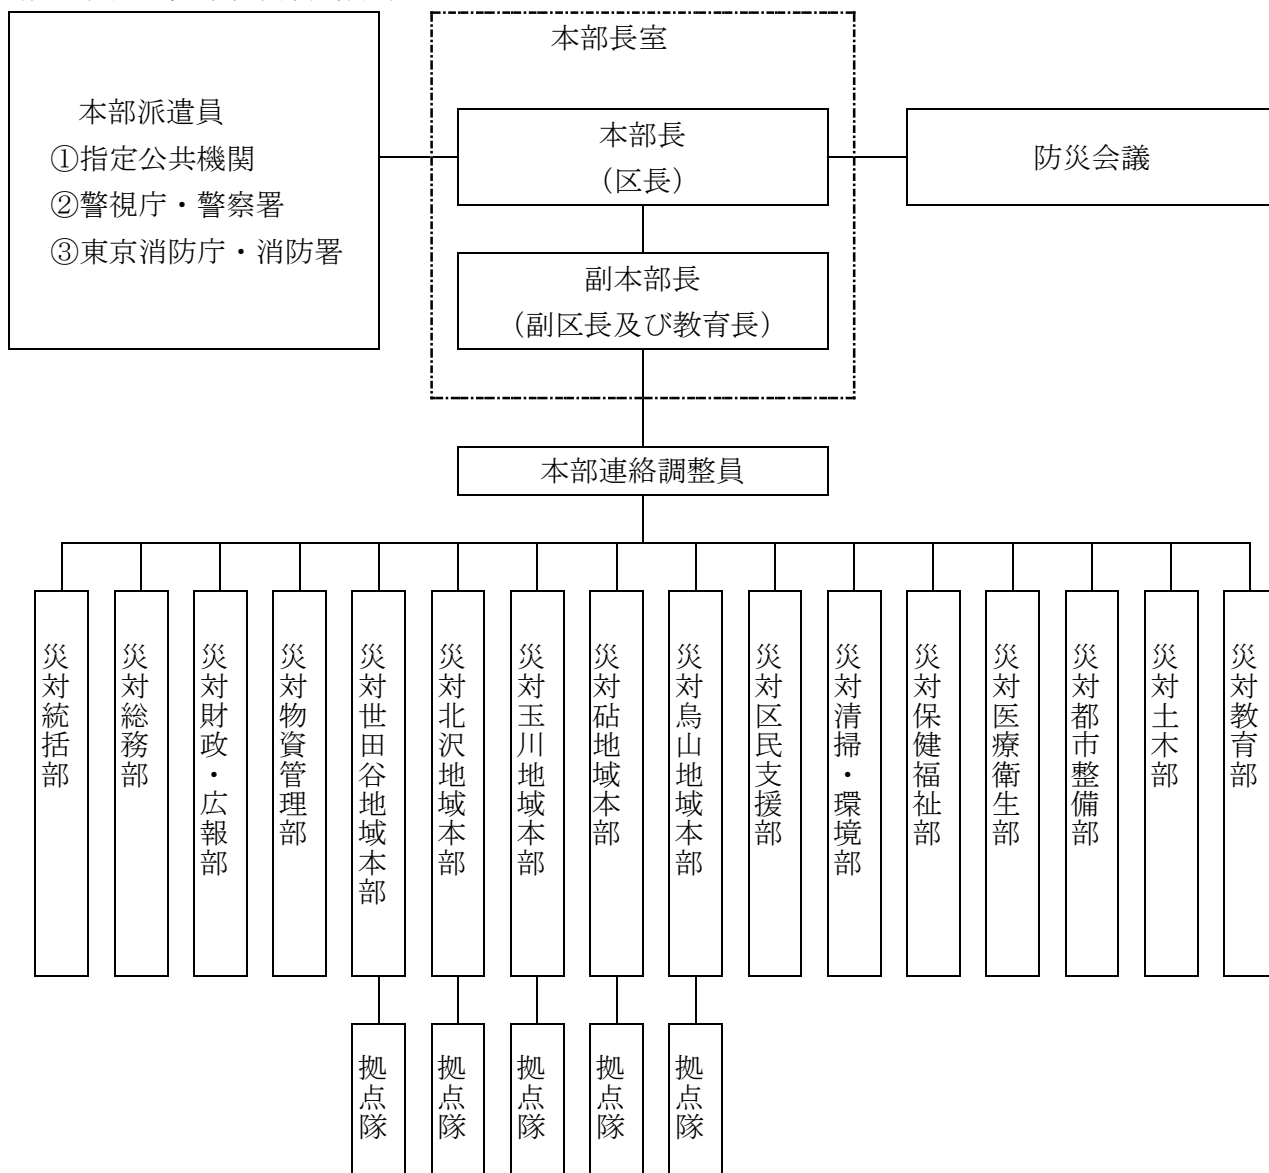 本部長室
本部派遣員
①指定公共機関
②警視庁・警察署
③東京消防庁・消防署
本部長
（区長）
防災会議
副本部長
（副区長及び教育長）
本部連絡調整員
災対統括部
災対総務部
災対財政・広報部
災対物資管理部
災対世田谷地域本部
災対北沢地域本部
災対玉川地域本部
災対砧地域本部
災対烏山地域本部
災対区民支援部
災対清掃・環境部
災対保健福祉部
災対医療衛生部
災対都市整備部
災対土木部
災対教育部
拠点隊
拠点隊
拠点隊
拠点隊
拠点隊